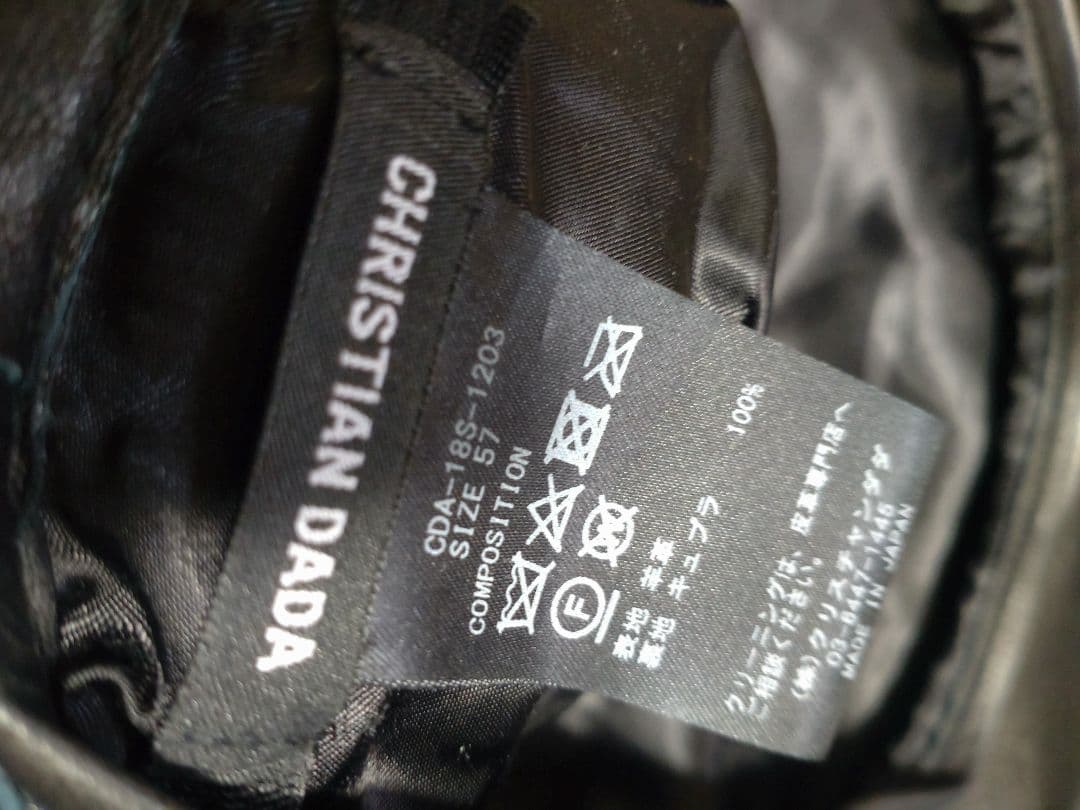 CHRISTIAN DADA
CDA-18S-1203
SIZE 57
COMPOSITION
F
W
表地 羊革
裏地 キュプラ 100%
クリーニングは、皮革専門店へ
ご相談ください。
(株)クリスチャンダダ
03-6447-1448
MADE IN JAPAN